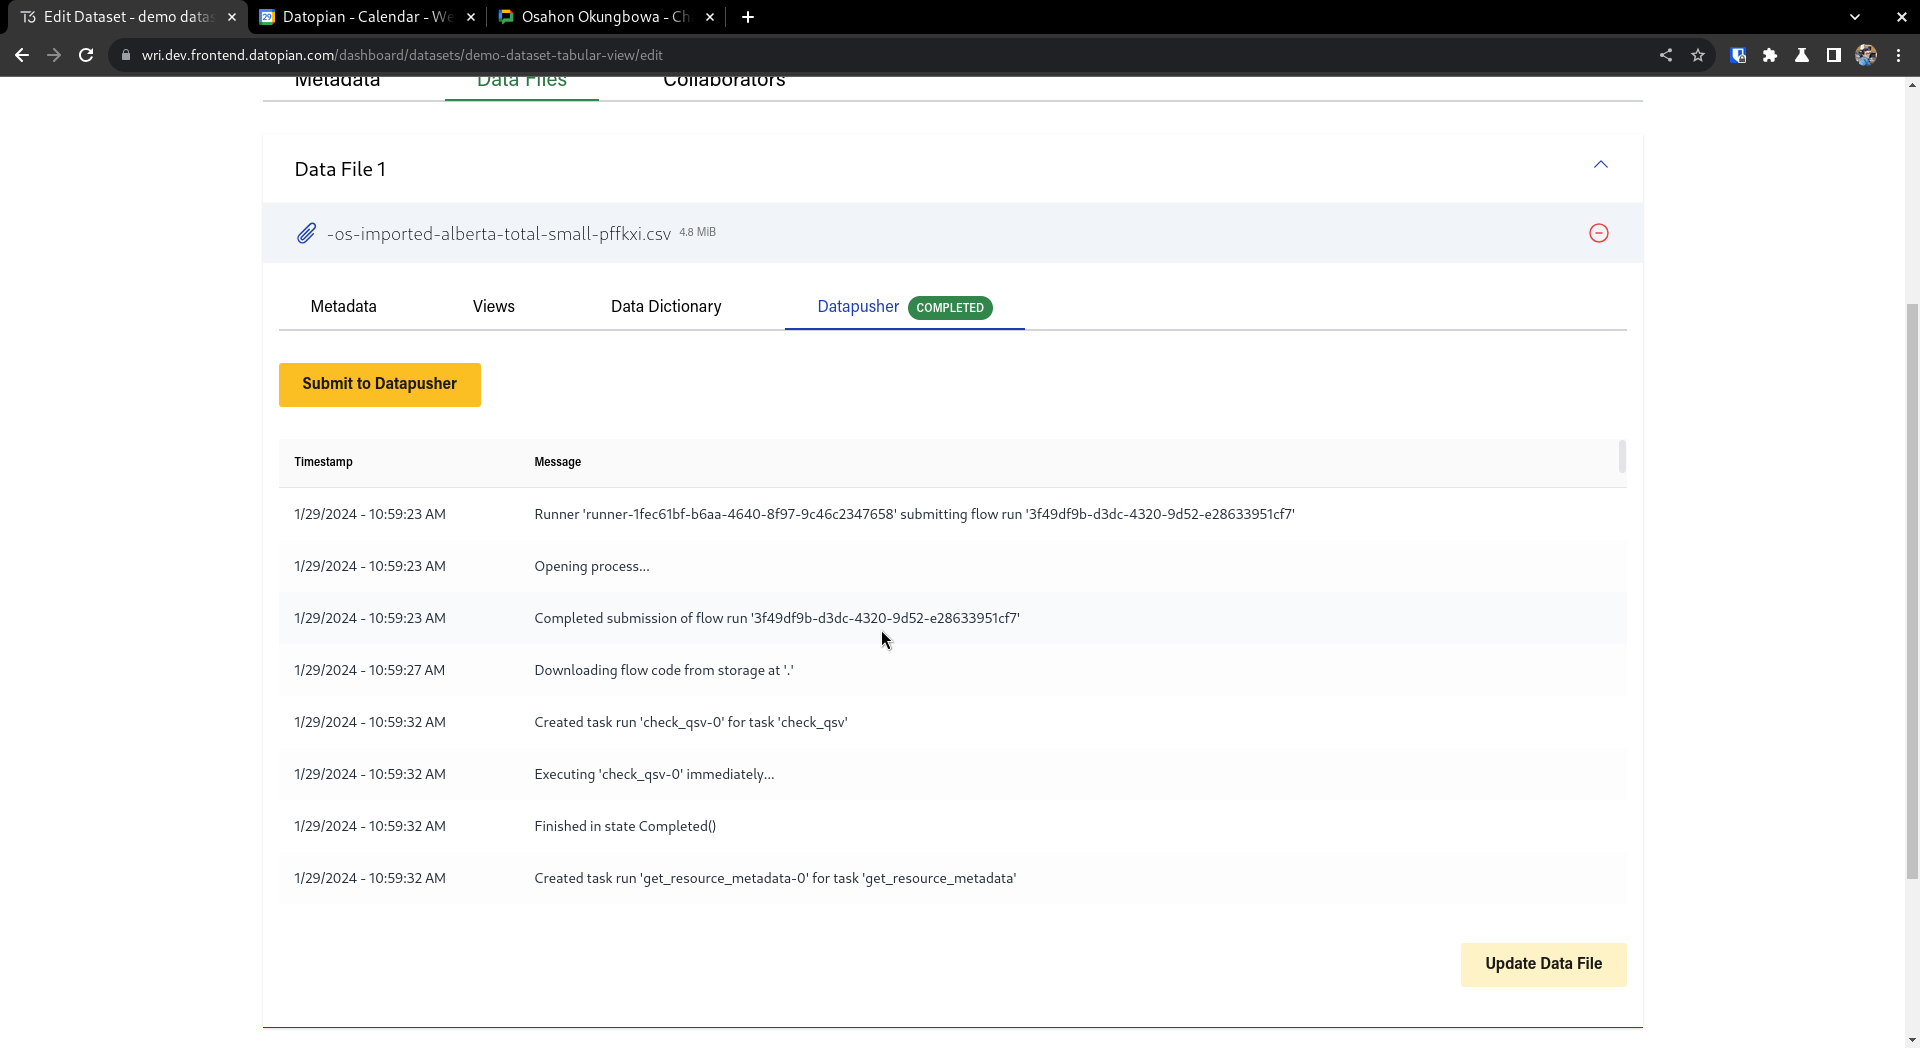 Edit Dataset - demo datas
Datopian - Calendar - We
Osahon Okungbowa - Ch
wri.dev.frontend.datopian.com/dashboard/datasets/demo-dataset-tabular-view/edit
Metadata Data Files Collaborators
Data File 1
-os-imported-alberta-total-small-pffkxi.csv 4.8 MiB
Metadata Views Data Dictionary Datapusher COMPLETED
Submit to Datapusher
Timestamp Message
1/29/2024 - 10:59:23 AM Runner 'runner-1fec61bf-b6aa-4640-8f97-9c46c2347658' submitting flow run '3f49df9b-d3dc-4320-9d52-e28633951cf7'
1/29/2024 - 10:59:23 AM Opening process...
1/29/2024 - 10:59:23 AM Completed submission of flow run '3f49df9b-d3dc-4320-9d52-e28633951cf7'
1/29/2024 - 10:59:27 AM Downloading flow code from storage at '.'
1/29/2024 - 10:59:32 AM Created task run 'check_qsv-0' for task 'check_qsv'
1/29/2024 - 10:59:32 AM Executing 'check_qsv-0' immediately...
1/29/2024 - 10:59:32 AM Finished in state Completed()
1/29/2024 - 10:59:32 AM Created task run 'get_resource_metadata-0' for task 'get_resource_metadata'
Update Data File